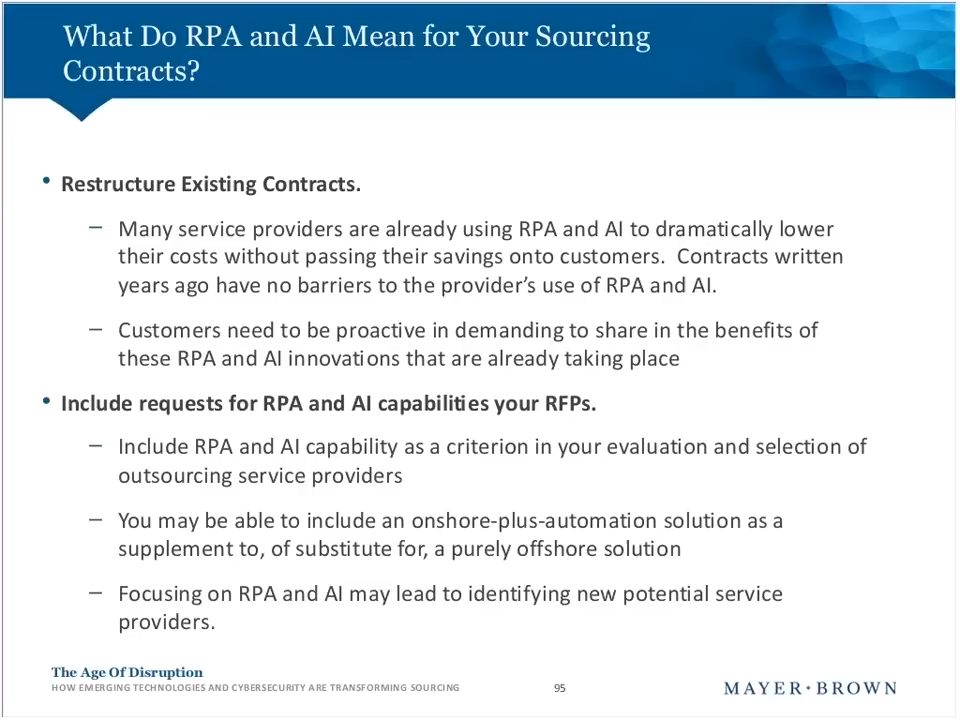 What Do RPA and AI Mean for Your Sourcing
Contracts?
• Restructure Existing Contracts.
– Many service providers are already using RPA and AI to dramatically lower
their costs without passing their savings onto customers.  Contracts written
years ago have no barriers to the provider’s use of RPA and AI.
– Customers need to be proactive in demanding to share in the benefits of
these RPA and AI innovations that are already taking place
• Include requests for RPA and AI capabilities your RFPs.
– Include RPA and AI capability as a criterion in your evaluation and selection of
outsourcing service providers
– You may be able to include an onshore-plus-automation solution as a
supplement to, of substitute for, a purely offshore solution
– Focusing on RPA and AI may lead to identifying new potential service
providers.
The Age Of Disruption
HOW EMERGING TECHNOLOGIES AND CYBERSECURITY ARE TRANSFORMING SOURCING
95
MAYER•BROWN